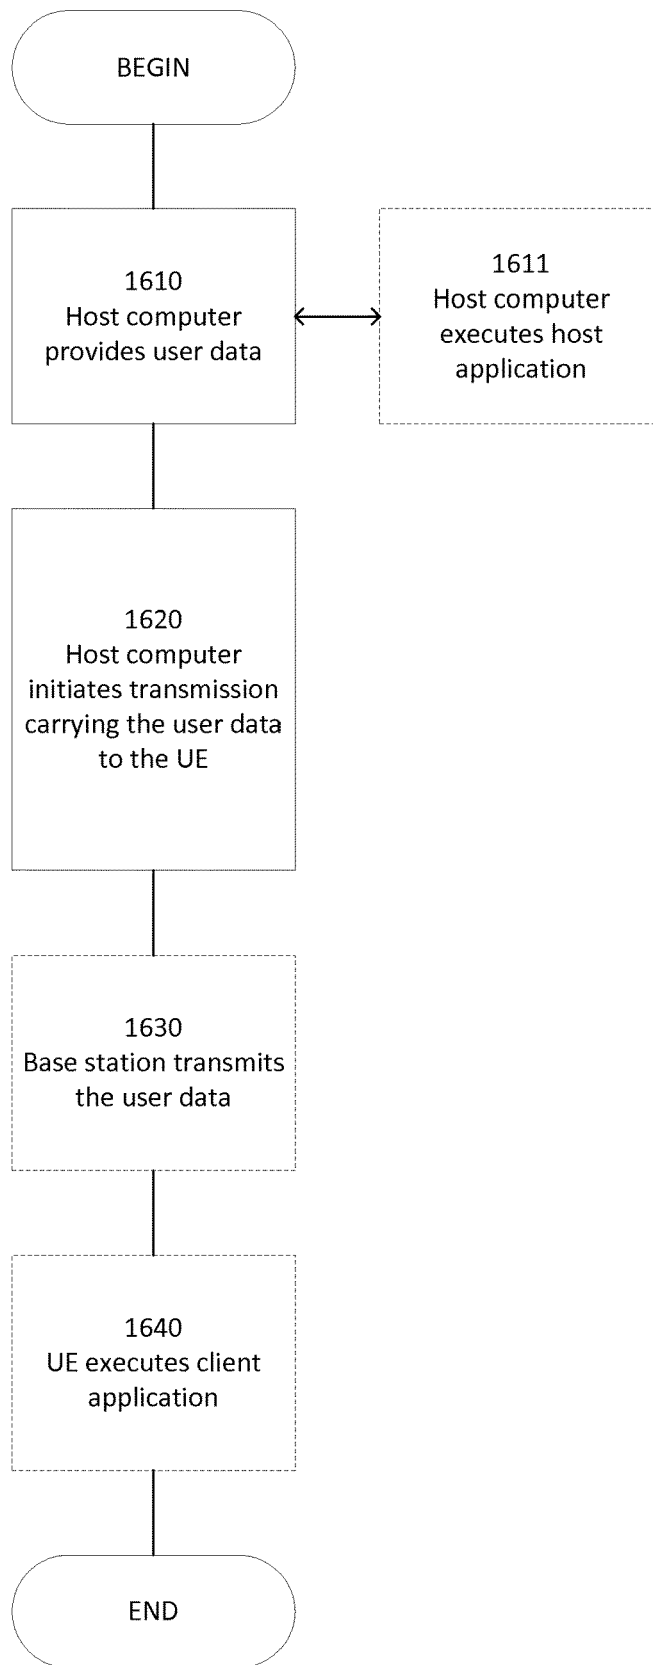 BEGIN
1610
Host computer
provides user data
1611
Host computer
executes host
application
1620
Host computer
initiates transmission
carrying the user data
to the UE
1630
Base station transmits
the user data
1640
UE executes client
application
END